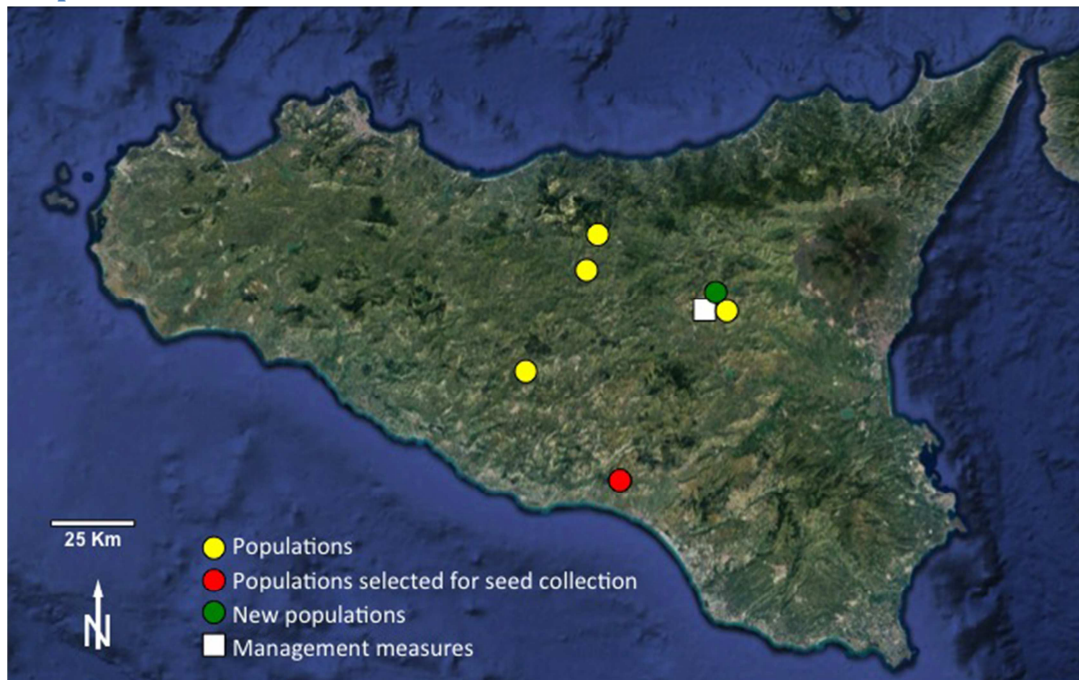 25 Km
N
Populations
Populations selected for seed collection
New populations
Management measures